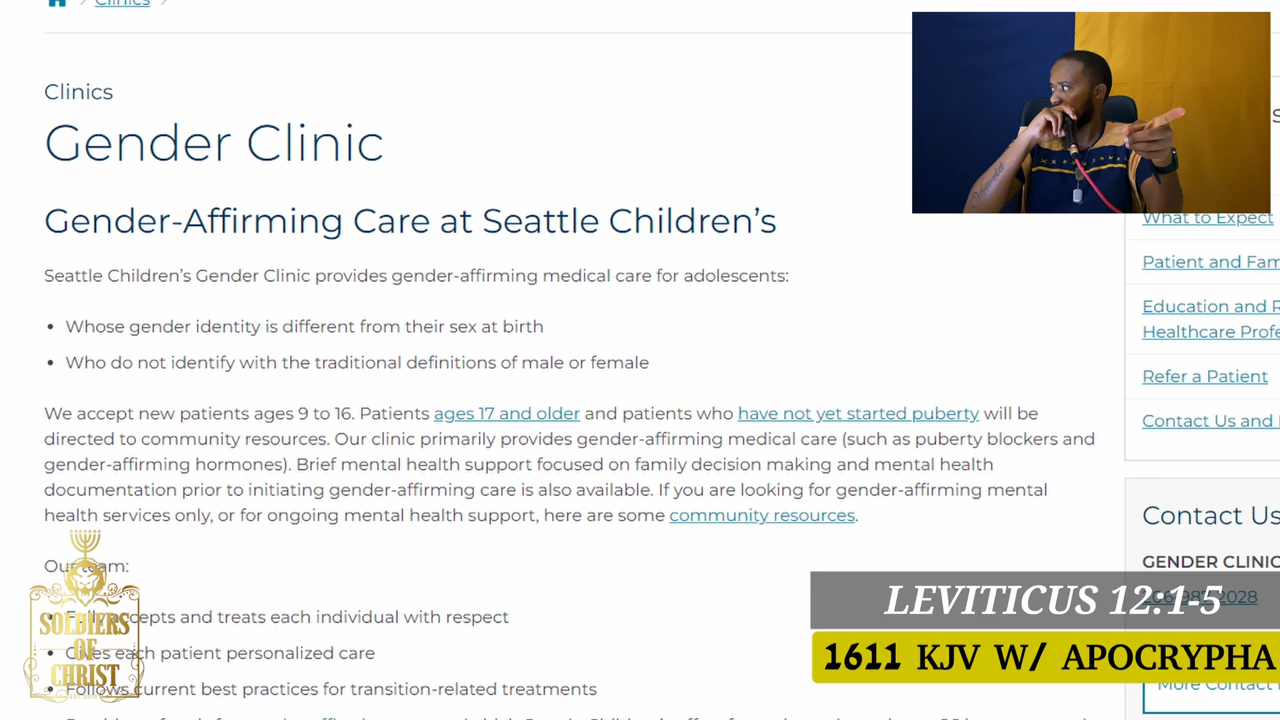 Clinics
Clinics
Gender Clinic
Gender-Affirming Care at Seattle Children's
Seattle Children's Gender Clinic provides gender-affirming medical care for adolescents:
• Whose gender identity is different from their sex at birth
• Who do not identify with the traditional definitions of male or female
We accept new patients ages 9 to 16. Patients ages 17 and older and patients who have not yet started puberty will be
directed to community resources. Our clinic primarily provides gender-affirming medical care (such as puberty blockers and
gender-affirming hormones). Brief mental health support focused on family decision making and mental health
documentation prior to initiating gender-affirming care is also available. If you are looking for gender-affirming mental
health services only, or for ongoing mental health support, here are some community resources.
Our team:
• Fully accepts and treats each individual with respect
• Gives each patient personalized care
• Follows current best practices for transition-related treatments
What to Expect
Patient and Fam
Education and R
Healthcare Profe
Refer a Patient
Contact Us and
Contact Us
GENDER CLINIC
LEVITICUS 12:1-5
1611 KJV W/ APOCRYPHA
More Contact
SOLDIERS
OF
CHRIST